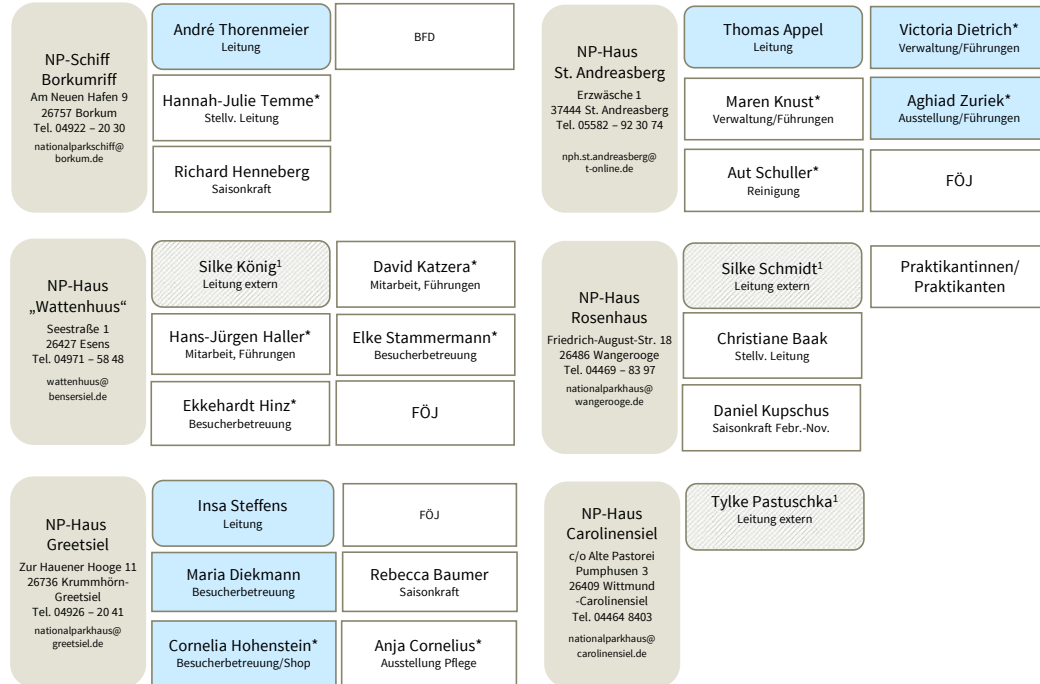 NP-Schiff
Borkumriff
Am Neuen Hafen 9
26757 Borkum
Tel. 04922 – 20 30
nationalparkschiff@
borkum.de
André Thorenmeier
Leitung
BFD
Hannah-Julie Temme*
Stellv. Leitung
Richard Henneberg
Saisonkraft
NP-Haus
St. Andreasberg
Erzwäsche 1
37444 St. Andreasberg
Tel. 05582 – 92 30 74
nph.st.andreasberg@
t-online.de
Thomas Appel
Leitung
Victoria Dietrich*
Verwaltung/Führungen
Maren Knust*
Verwaltung/Führungen
Aghiad Zuriek*
Ausstellung/Führungen
Aut Schuller*
Reinigung
FÖJ
NP-Haus
„Wattenhuus“
Seestraße 1
26427 Esens
Tel. 04971 – 58 48
wattenhuus@
bensersiel.de
Silke König¹
Leitung extern
David Katzera*
Mitarbeit, Führungen
Hans-Jürgen Haller*
Mitarbeit, Führungen
Elke Stammermann*
Besucherbetreuung
Ekkehardt Hinz*
Besucherbetreuung
FÖJ
NP-Haus
Rosenhaus
Friedrich-August-Str. 18
26486 Wangerooge
Tel. 04469 – 83 97
nationalparkhaus@
wangerooge.de
Silke Schmidt¹
Leitung extern
Praktikantinnen/
Praktikanten
Christiane Baak
Stellv. Leitung
Daniel Kupschus
Saisonkraft Febr.-Nov.
NP-Haus
Greetsiel
Zur Hauener Hooge 11
26736 Krummhörn-
Greetsiel
Tel. 04926 – 20 41
nationalparkhaus@
greetsiel.de
Insa Steffens
Leitung
FÖJ
Maria Diekmann
Besucherbetreuung
Rebecca Baumer
Saisonkraft
Cornelia Hohenstein*
Besucherbetreuung/Shop
Anja Cornelius*
Ausstellung Pflege
NP-Haus
Carolinensiel
c/o Alte Pastorei
Pumphusen 3
26409 Wittmund
-Carolinensiel
Tel. 04464 8403
nationalparkhaus@
carolinensiel.de
Tylke Pastuschka¹
Leitung extern